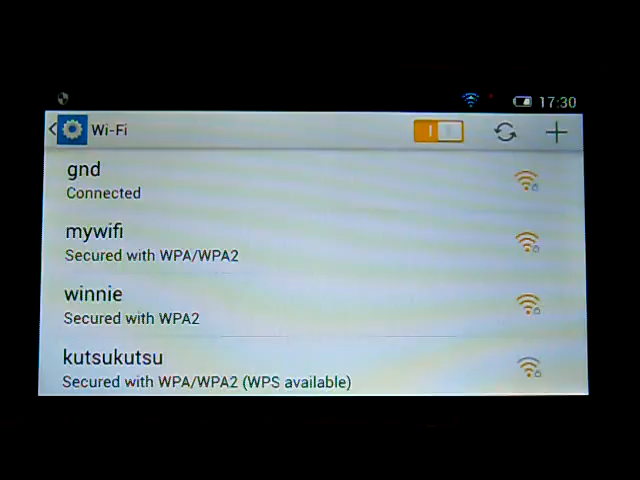 17:30
Wi-Fi
gnd
Connected
mywifi
Secured with WPA/WPA2
winnie
Secured with WPA2
kutsukutsu
Secured with WPA/WPA2 (WPS available)